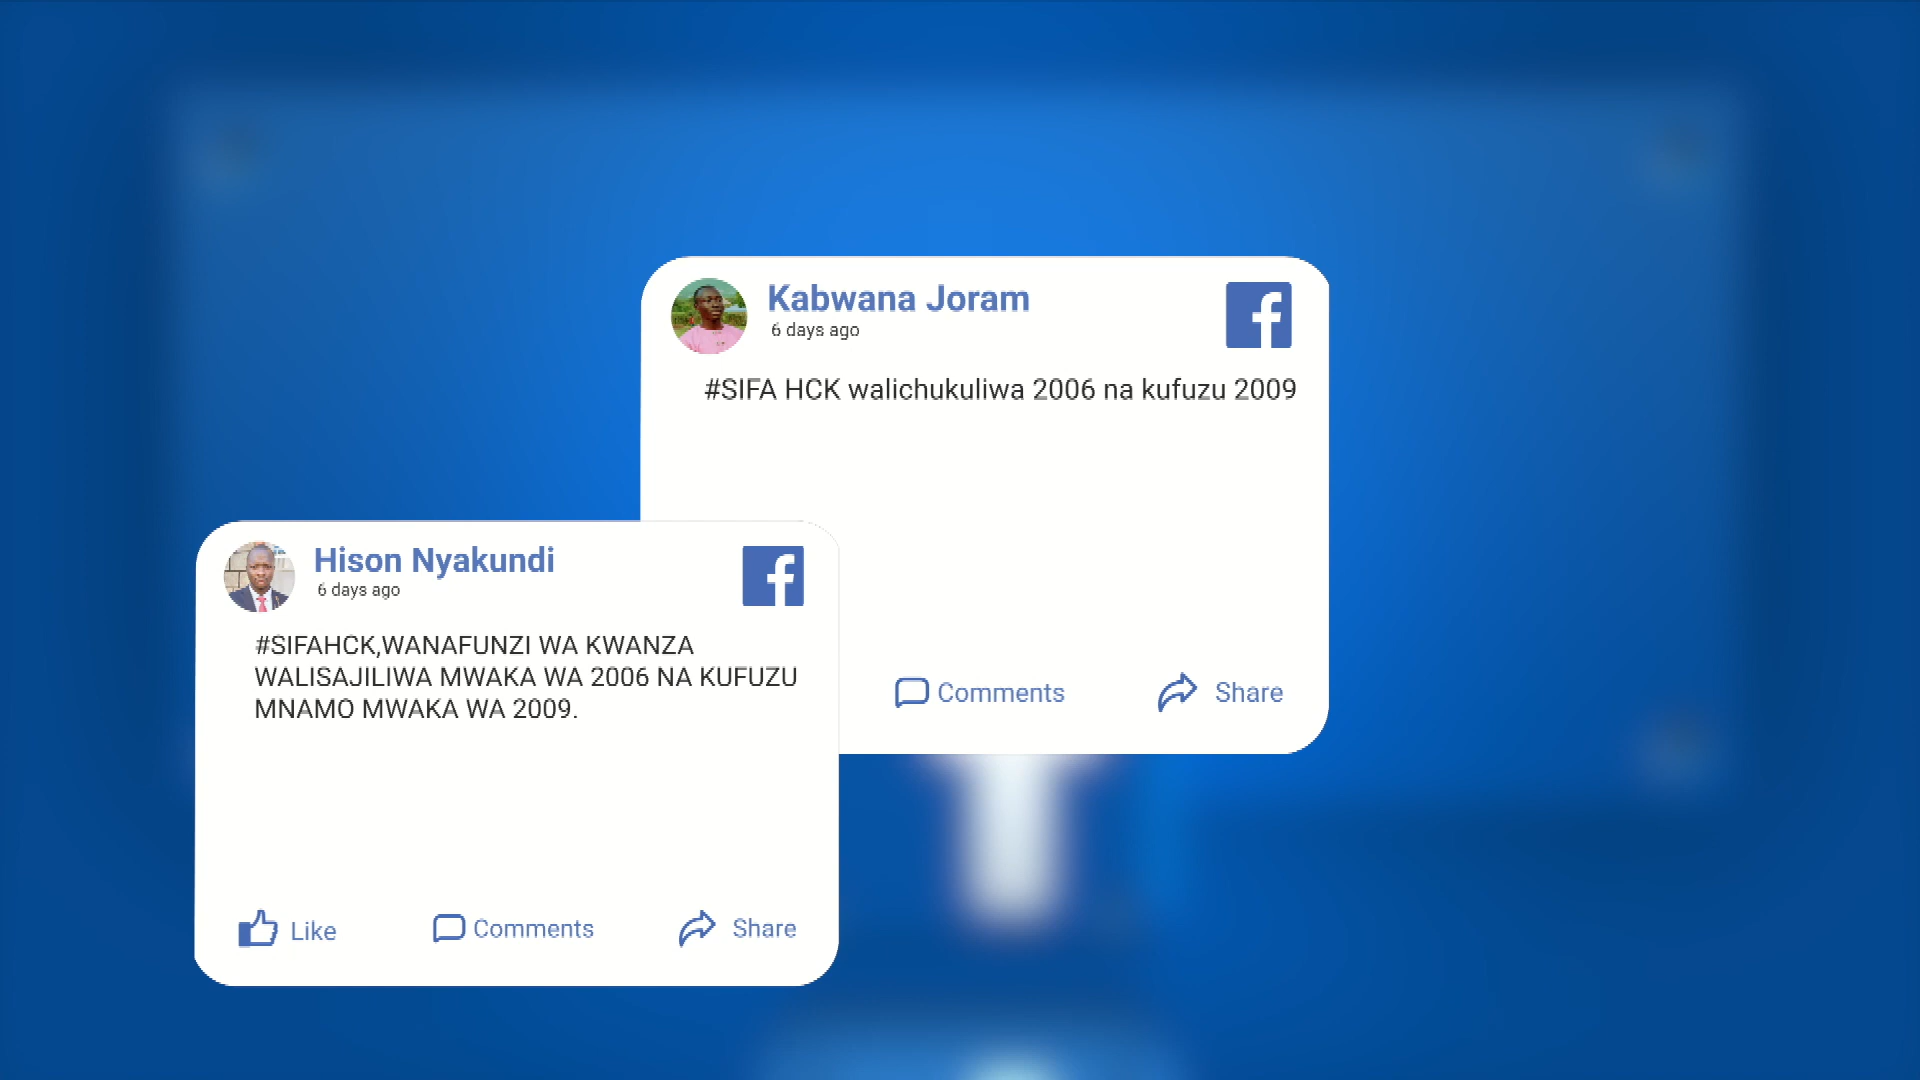 Kabwana Joram
6 days ago
#SIFA HCK walichukuliwa 2006 na kufuzu 2009
Comments
Share
Hison Nyakundi
6 days ago
#SIFAHCK,WANAFUNZI WA KWANZA
WALISAJILIWA MWAKA WA 2006 NA KUFUZU
MNAMO MWAKA WA 2009.
Like
Comments
Share